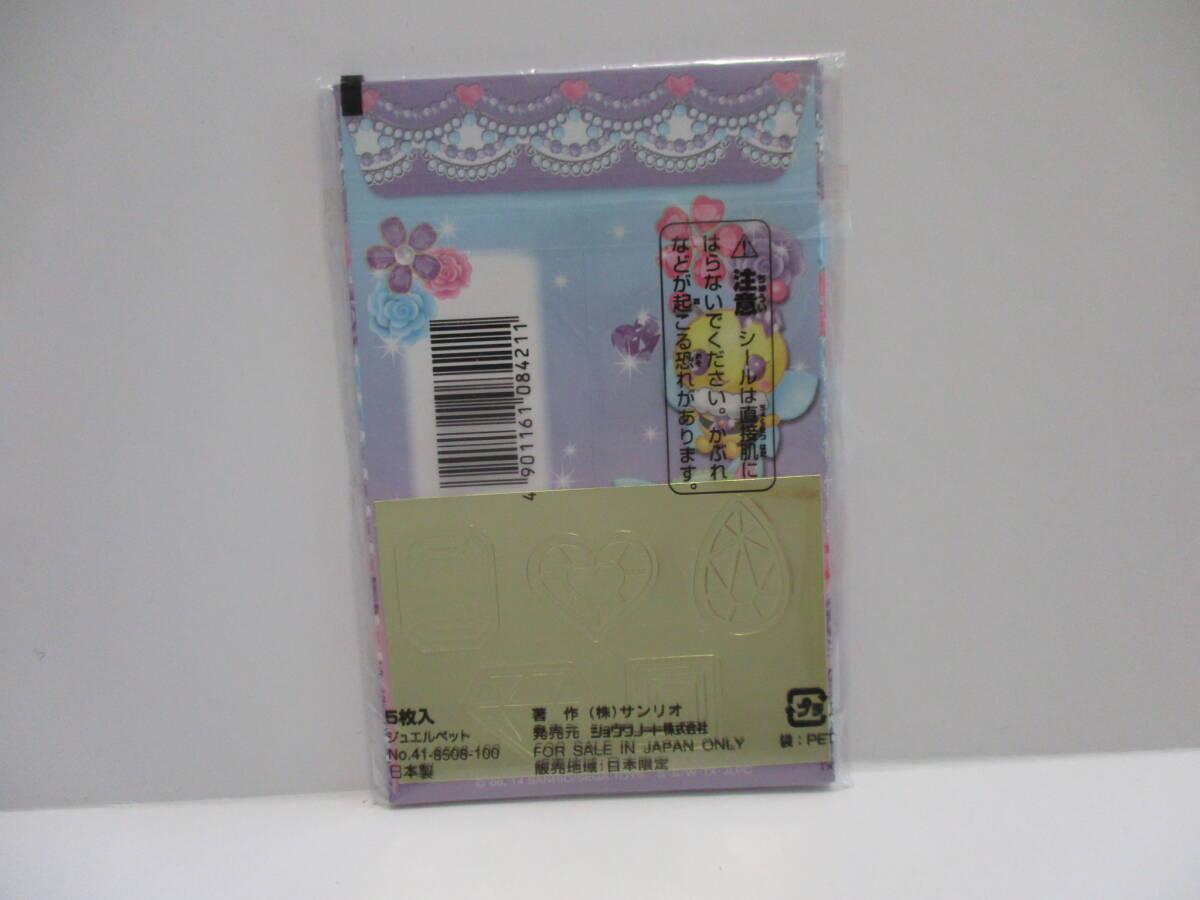 ⚠ 注意 シールは直接肌に
はらないでください。かぶれ
などが起こる恐れがあります。
4901161084211
5枚入
ジュエルペット
No.41-8508-100
日本製
著 作 (株)サンリオ
発売元 ショウワノート株式会社
FOR SALE IN JAPAN ONLY
販売地域:日本限定
プラ
袋:PE